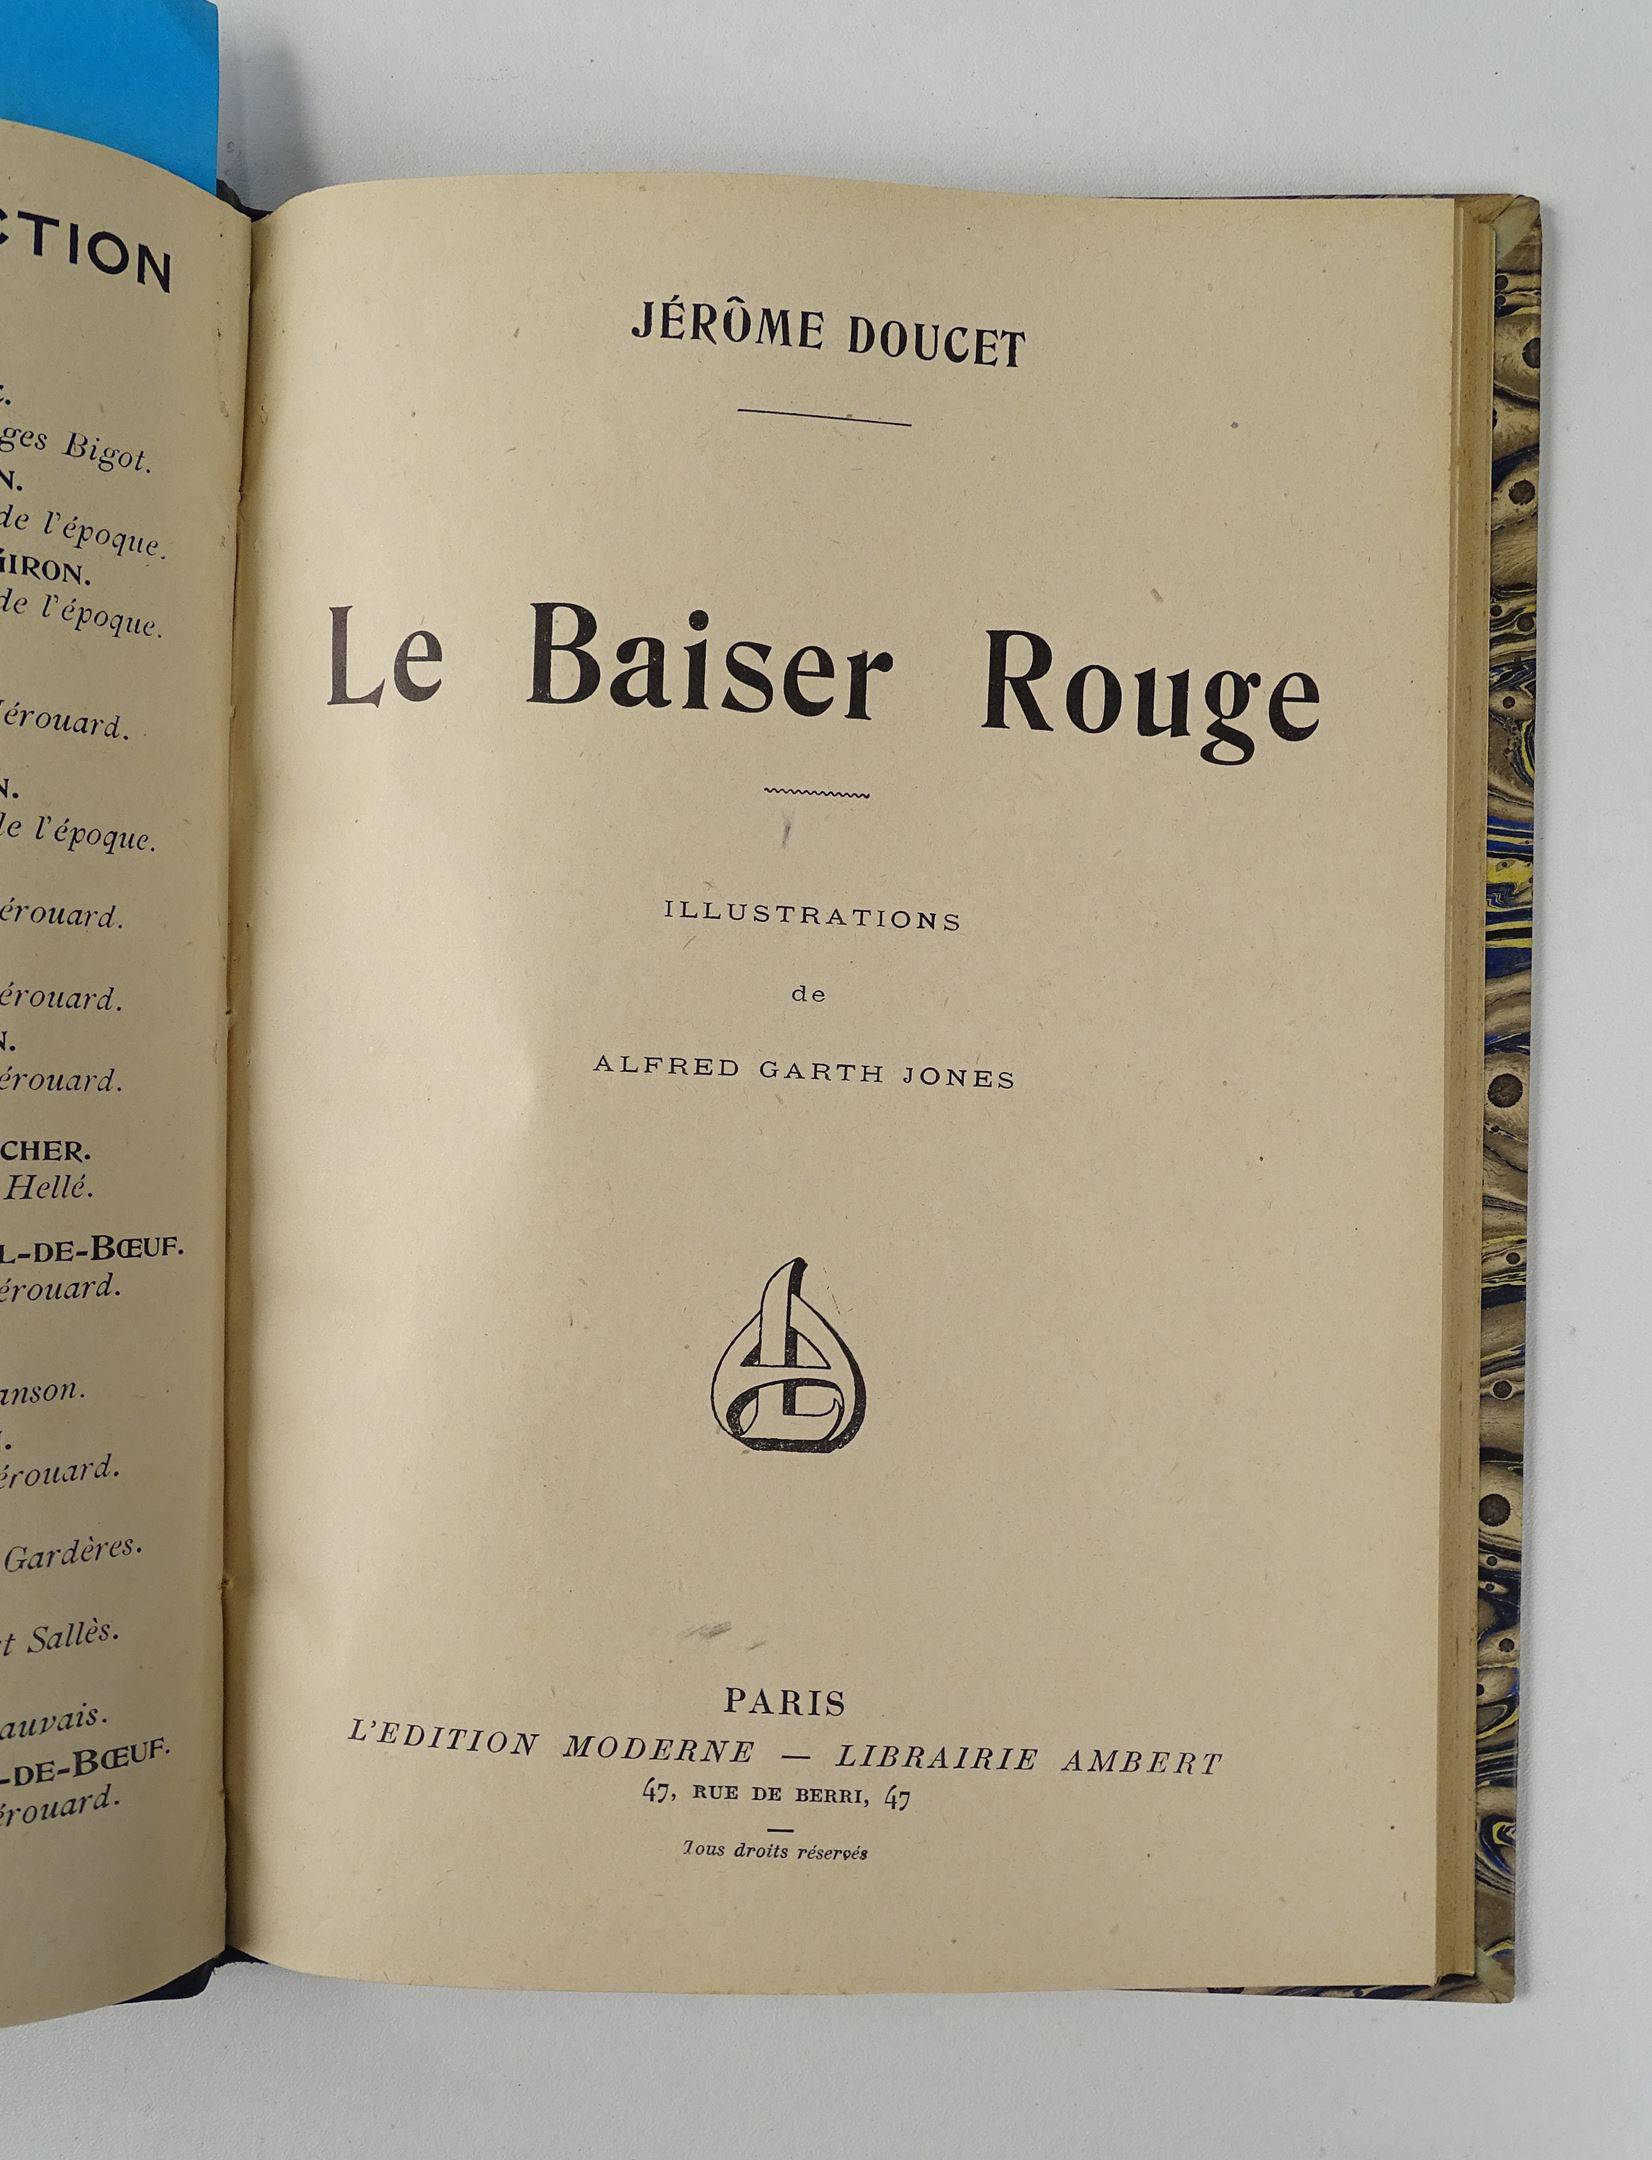 CTION
ges Bigot.
N.
de l'époque.
GIRON.
de l'époque.
érouard.
N.
de l'époque.
érouard.
érouard.
N.
érouard.
CHER.
Hellé.
L-DE-BŒUF.
érouard.
anson.
érouard.
Gardères.
t Sallès.
auvais.
-DE-BŒUF.
érouard.
JÉRÔME DOUCET
Le Baiser Rouge
ILLUSTRATIONS
de
ALFRED GARTH JONES
PARIS
L'EDITION MODERNE — LIBRAIRIE AMBERT
47, RUE DE BERRI, 47
Tous droits réservés